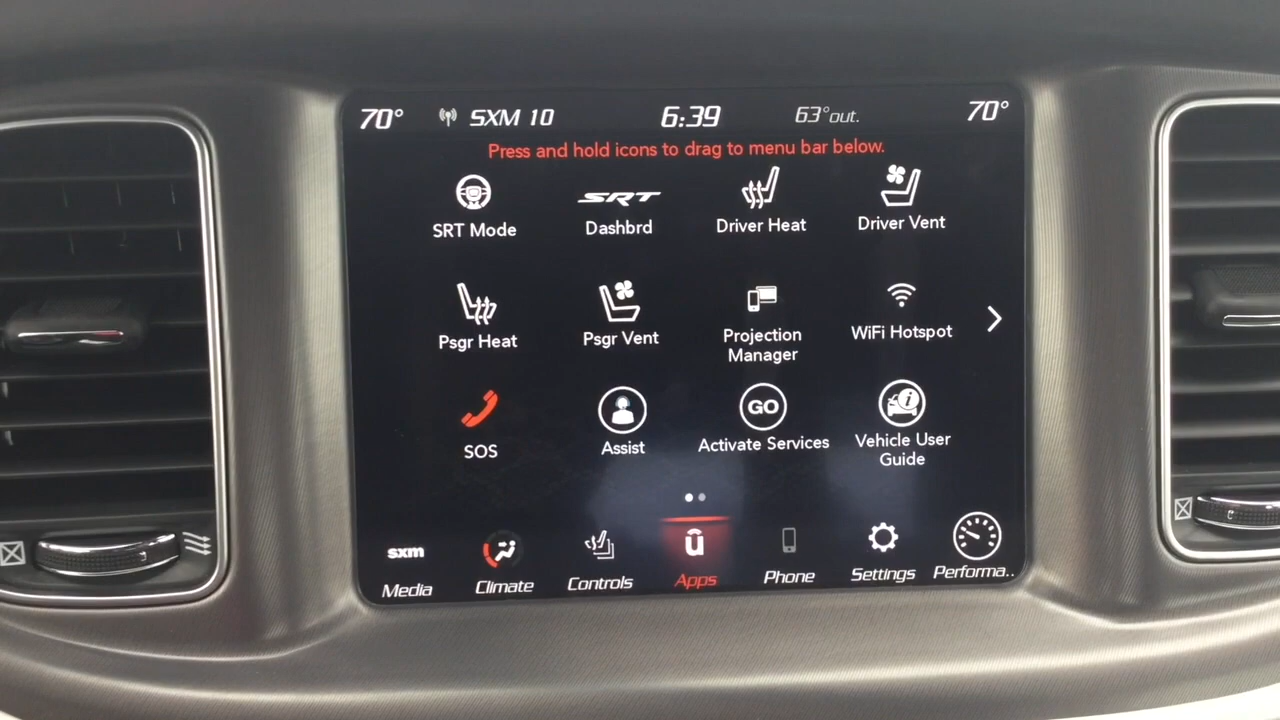 70° SXM 10 6:39 63° out. 70°
Press and hold icons to drag to menu bar below.
SRT
SRT Mode Dashbrd Driver Heat Driver Vent
Psgr Heat Psgr Vent Projection Manager WiFi Hotspot
GO
SOS Assist Activate Services Vehicle User Guide
sxm ū
Media Climate Controls Apps Phone Settings Performa..